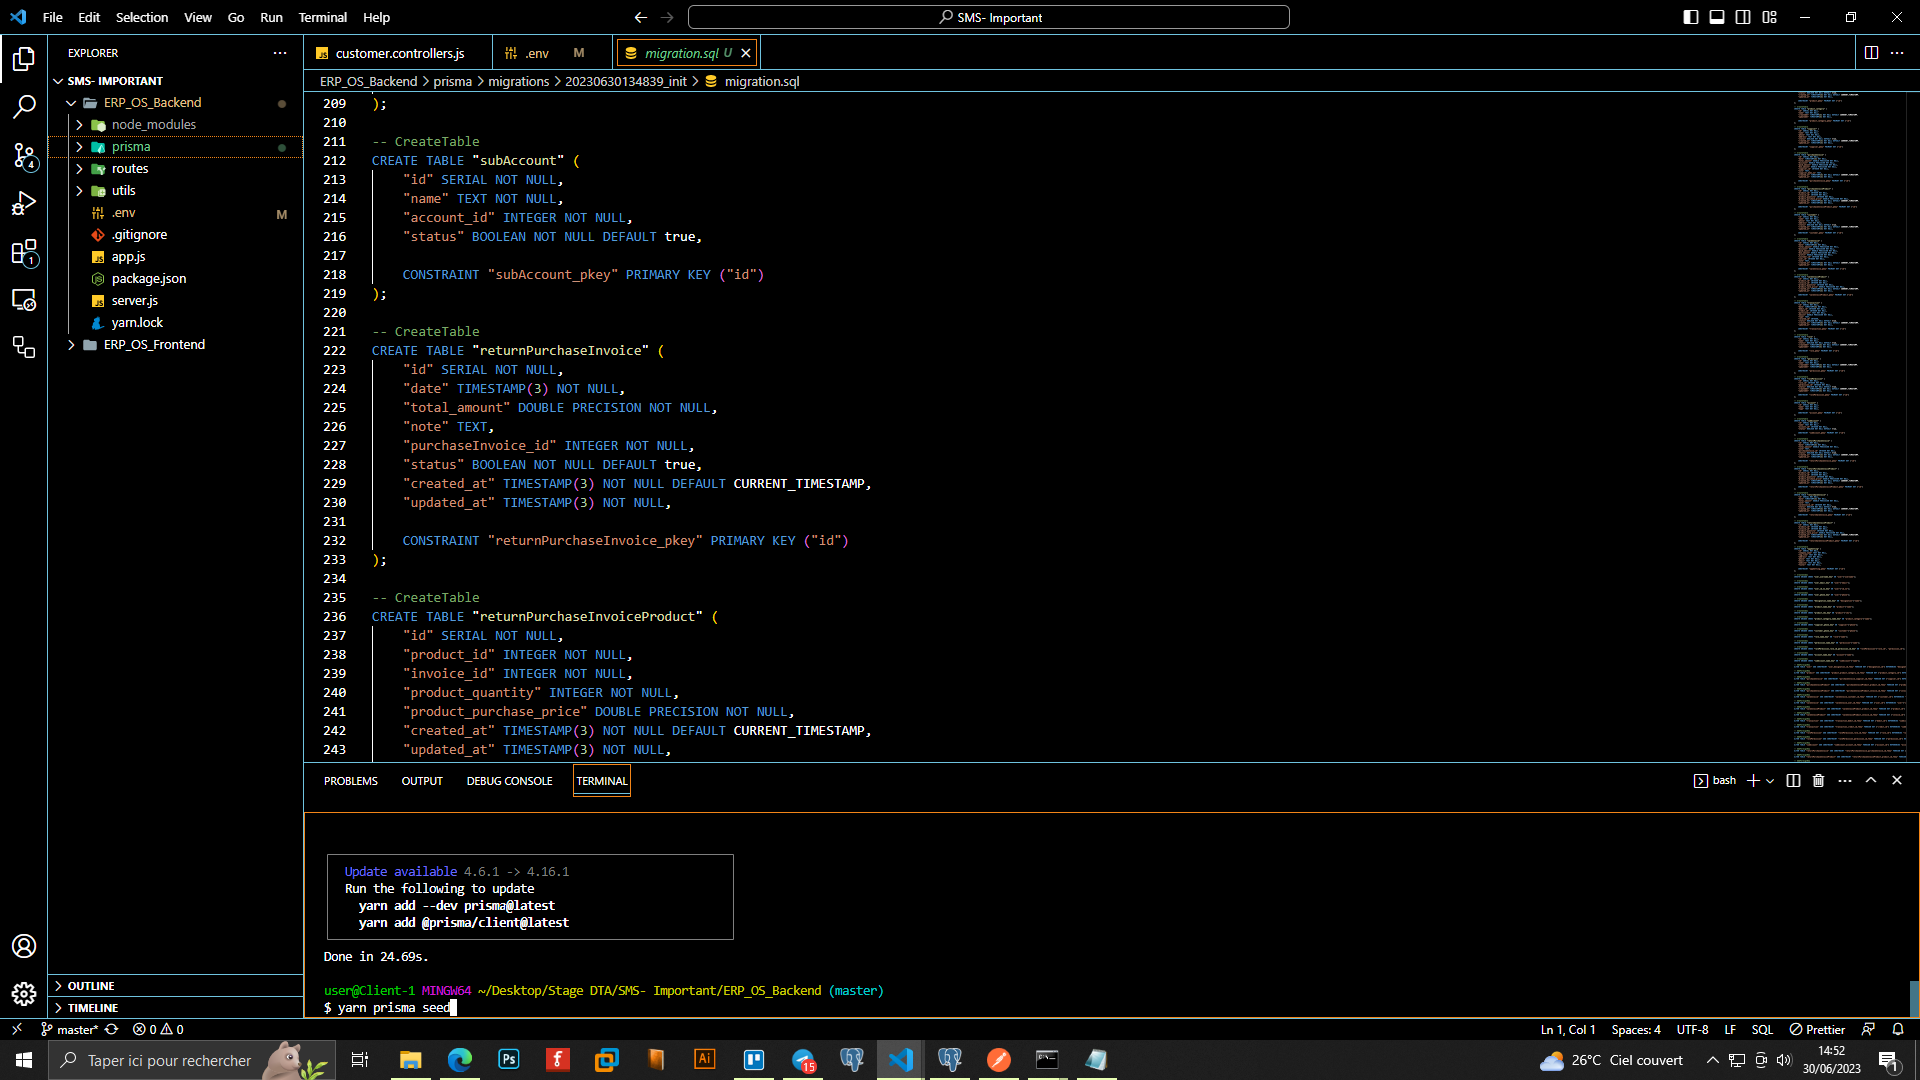 File Edit Selection View Go Run Terminal Help
SMS- Important
EXPLORER
customer.controllers.js
.env M
migration.sql U
SMS- IMPORTANT
ERP_OS_Backend > prisma > migrations > 20230630134839_init > migration.sql
ERP_OS_Backend
node_modules
prisma
routes
utils
.env M
.gitignore
app.js
package.json
server.js
yarn.lock
ERP_OS_Frontend
4
1
209 );
210
211 -- CreateTable
212 CREATE TABLE "subAccount" (
213 "id" SERIAL NOT NULL,
214 "name" TEXT NOT NULL,
215 "account_id" INTEGER NOT NULL,
216 "status" BOOLEAN NOT NULL DEFAULT true,
217
218 CONSTRAINT "subAccount_pkey" PRIMARY KEY ("id")
219 );
220
221 -- CreateTable
222 CREATE TABLE "returnPurchaseInvoice" (
223 "id" SERIAL NOT NULL,
224 "date" TIMESTAMP(3) NOT NULL,
225 "total_amount" DOUBLE PRECISION NOT NULL,
226 "note" TEXT,
227 "purchaseInvoice_id" INTEGER NOT NULL,
228 "status" BOOLEAN NOT NULL DEFAULT true,
229 "created_at" TIMESTAMP(3) NOT NULL DEFAULT CURRENT_TIMESTAMP,
230 "updated_at" TIMESTAMP(3) NOT NULL,
231
232 CONSTRAINT "returnPurchaseInvoice_pkey" PRIMARY KEY ("id")
233 );
234
235 -- CreateTable
236 CREATE TABLE "returnPurchaseInvoiceProduct" (
237 "id" SERIAL NOT NULL,
238 "product_id" INTEGER NOT NULL,
239 "invoice_id" INTEGER NOT NULL,
240 "product_quantity" INTEGER NOT NULL,
241 "product_purchase_price" DOUBLE PRECISION NOT NULL,
242 "created_at" TIMESTAMP(3) NOT NULL DEFAULT CURRENT_TIMESTAMP,
243 "updated_at" TIMESTAMP(3) NOT NULL,
PROBLEMS OUTPUT DEBUG CONSOLE TERMINAL
bash
Update available 4.6.1 -> 4.16.1
Run the following to update
yarn add --dev prisma@latest
yarn add @prisma/client@latest
Done in 24.69s.
user@Client-1 MINGW64 ~/Desktop/Stage DTA/SMS- Important/ERP_OS_Backend (master)
$ yarn prisma seed
OUTLINE
TIMELINE
master* 0 0
Ln 1, Col 1 Spaces: 4 UTF-8 LF SQL Prettier
Taper ici pour rechercher
Ps
Ai
15
26°C Ciel couvert
14:52
30/06/2023
1